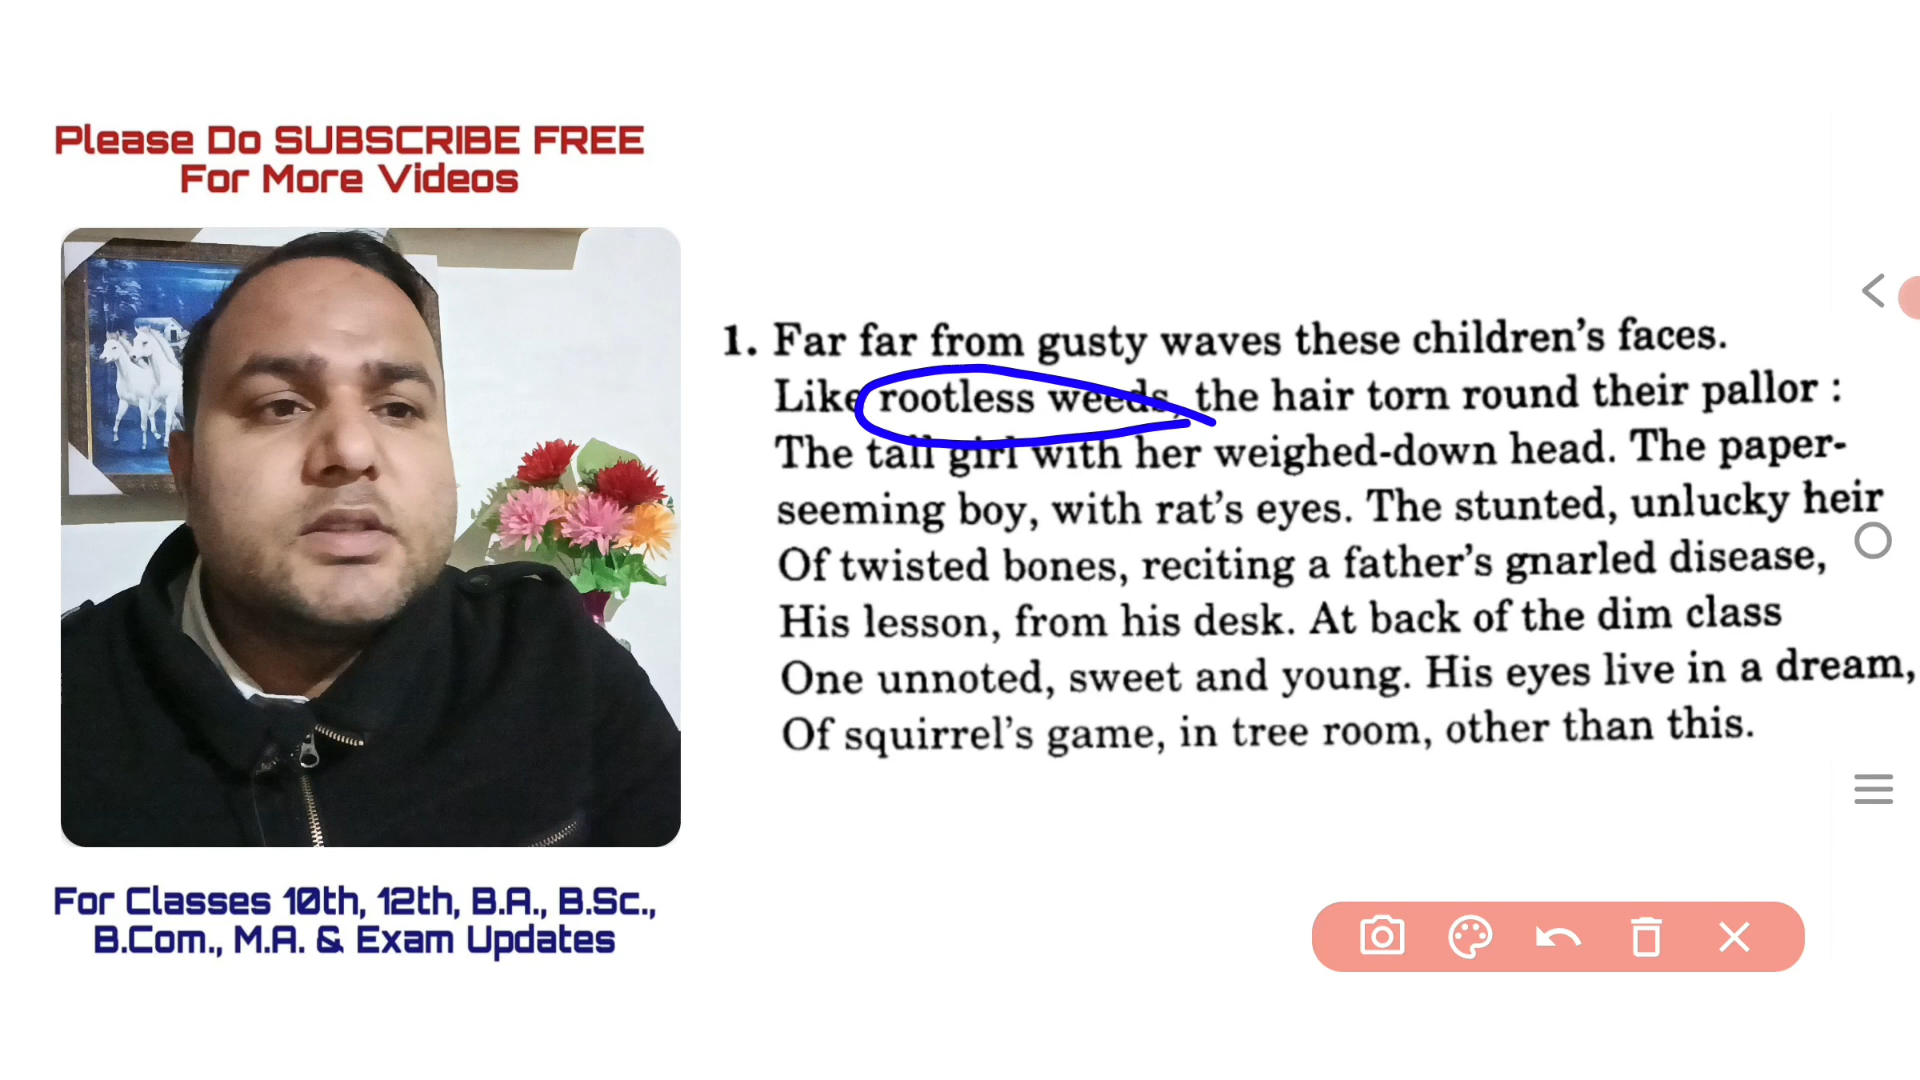 Please Do SUBSCRIBE FREE
For More Videos
1. Far far from gusty waves these children's faces.
Like rootless weeds, the hair torn round their pallor :
The tall girl with her weighed-down head. The paper-
seeming boy, with rat's eyes. The stunted, unlucky heir
Of twisted bones, reciting a father's gnarled disease,
His lesson, from his desk. At back of the dim class
One unnoted, sweet and young. His eyes live in a dream,
Of squirrel's game, in tree room, other than this.
For Classes 10th, 12th, B.A., B.Sc.,
B.Com., M.A. & Exam Updates